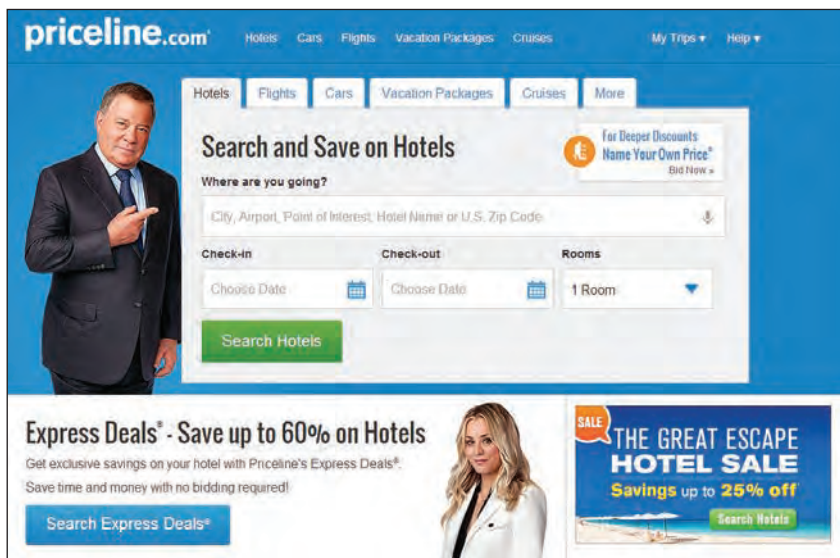 priceline.com®
Hotels Cars Flights Vacation Packages Cruises My Trips Help
Hotels Flights Cars Vacation Packages Cruises More
Search and Save on Hotels
For Deeper Discounts
Name Your Own Price®
Bid Now »
Where are you going?
City, Airport, Point of Interest, Hotel Name or U.S. Zip Code
Check-in Check-out Rooms
Choose Date Choose Date 1 Room
Search Hotels
Express Deals® - Save up to 60% on Hotels
Get exclusive savings on your hotel with Priceline's Express Deals®.
Save time and money with no bidding required!
Search Express Deals®
SALE
THE GREAT ESCAPE
HOTEL SALE
Savings up to 25% off
Search Hotels